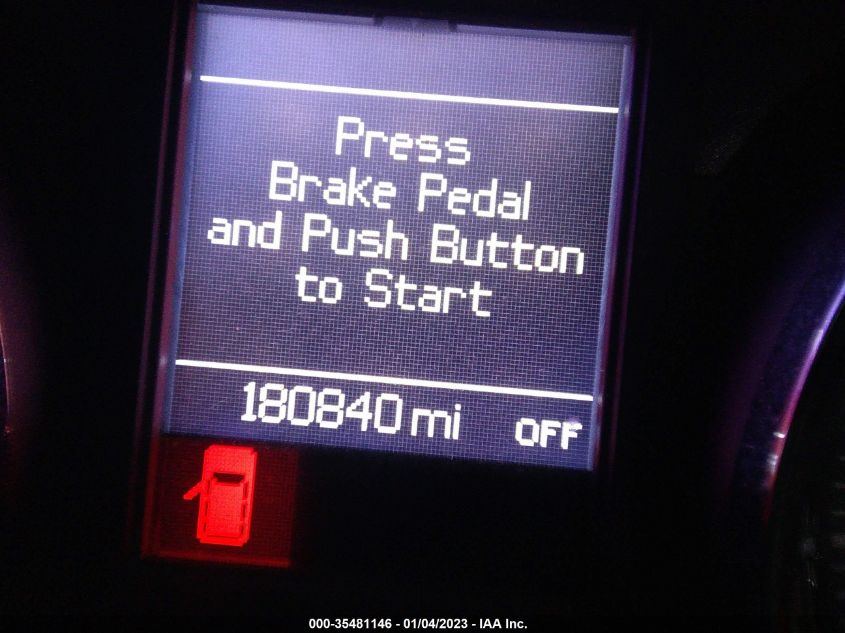 Press
Brake Pedal
and Push Button
to Start
180840 mi OFF
000-35481146 - 01/04/2023 - IAA Inc.